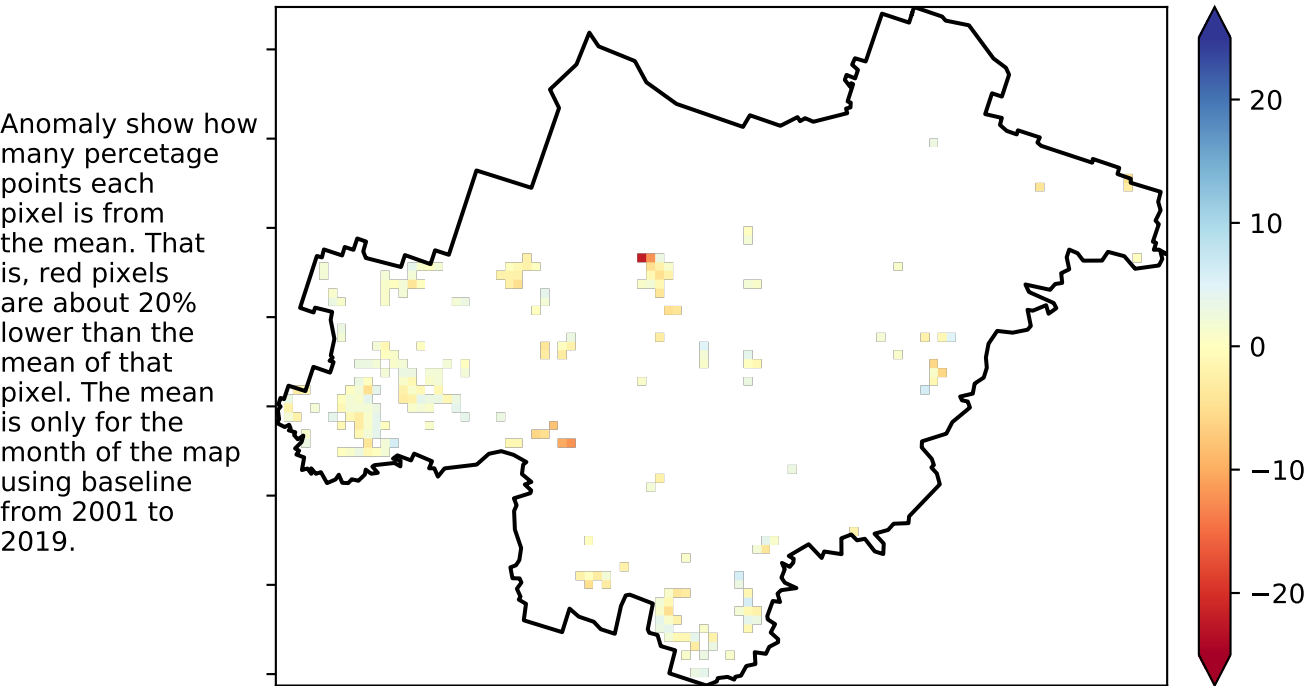 Anomaly show how
many percetage
points each
pixel is from
the mean. That
is, red pixels
are about 20%
lower than the
mean of that
pixel. The mean
is only for the
month of the map
using baseline
from 2001 to
2019.
20
10
0
−10
−20